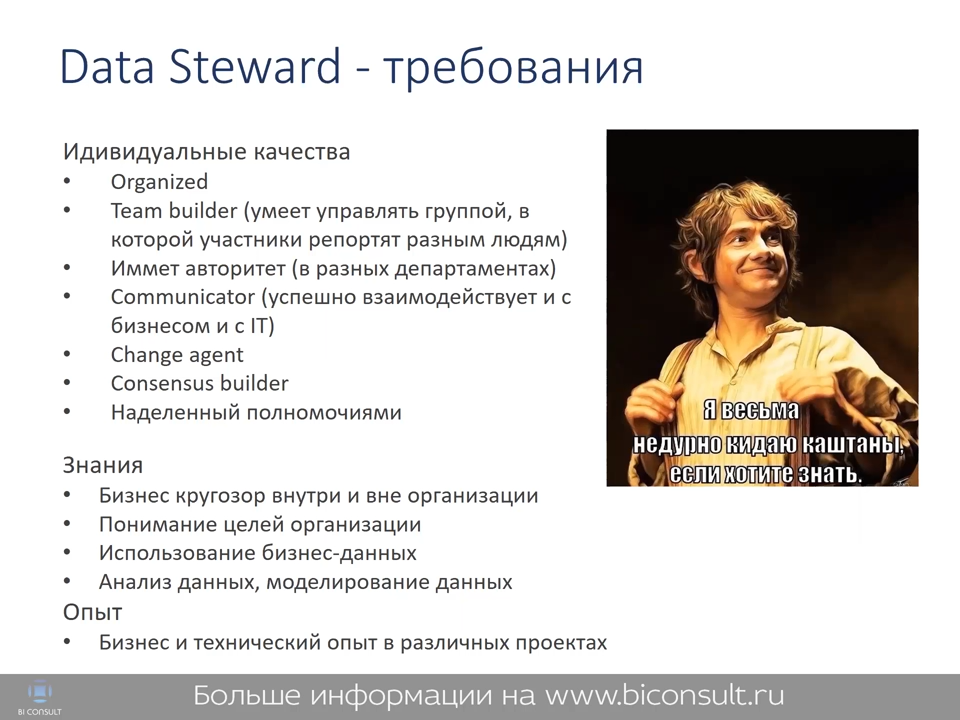 Data Steward - требования
Идивидуальные качества
• Organized
• Team builder (умеет управлять группой, в
которой участники репортят разным людям)
• Иммет авторитет (в разных департаментах)
• Communicator (успешно взаимодействует и с
бизнесом и с IT)
• Change agent
• Consensus builder
• Наделенный полномочиями
Я весьма
недурно кидаю каштаны,
если хотите знать.
Знания
• Бизнес кругозор внутри и вне организации
• Понимание целей организации
• Использование бизнес-данных
• Анализ данных, моделирование данных
Опыт
• Бизнес и технический опыт в различных проектах
BI CONSULT
Больше информации на www.biconsult.ru